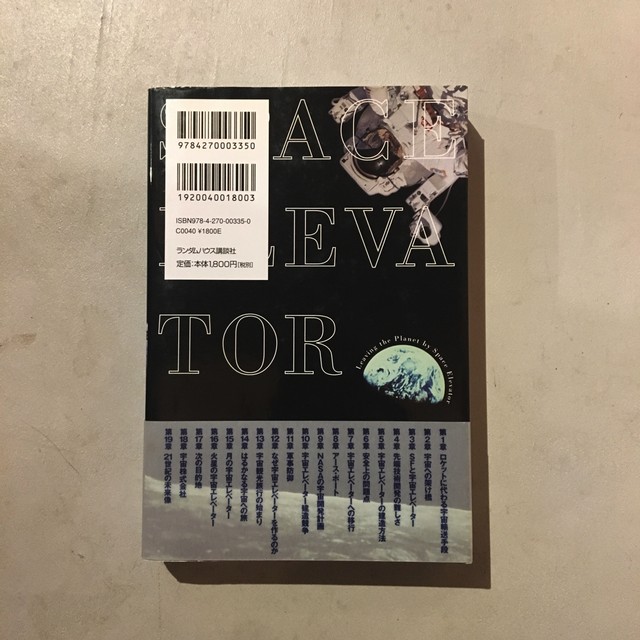 SPACE
ELEVA
TOR
9784270003350
1920040018003
ISBN978-4-270-00335-0
C0040 ¥1800E
ランダムハウス講談社
定価:本体1,800円[税別]
Leaving the Planet by Space Elevator
第1章 ロケットに代わる宇宙輸送手段
第2章 宇宙への架け橋
第3章 SFと宇宙エレベーター
第4章 先端技術開発の難しさ
第5章 宇宙エレベーターの建造方法
第6章 安全上の問題点
第7章 宇宙エレベーターへの移行
第8章 アース・ポート
第9章 NASAの宇宙開発計画
第10章 宇宙エレベーター建造競争
第11章 軍事防衛
第12章 なぜ宇宙エレベーターを作るのか
第13章 宇宙観光旅行の始まり
第14章 はるかなる宇宙への旅
第15章 月の宇宙エレベーター
第16章 火星の宇宙エレベーター
第17章 次の目的地
第18章 宇宙株式会社
第19章 21世紀の未来像